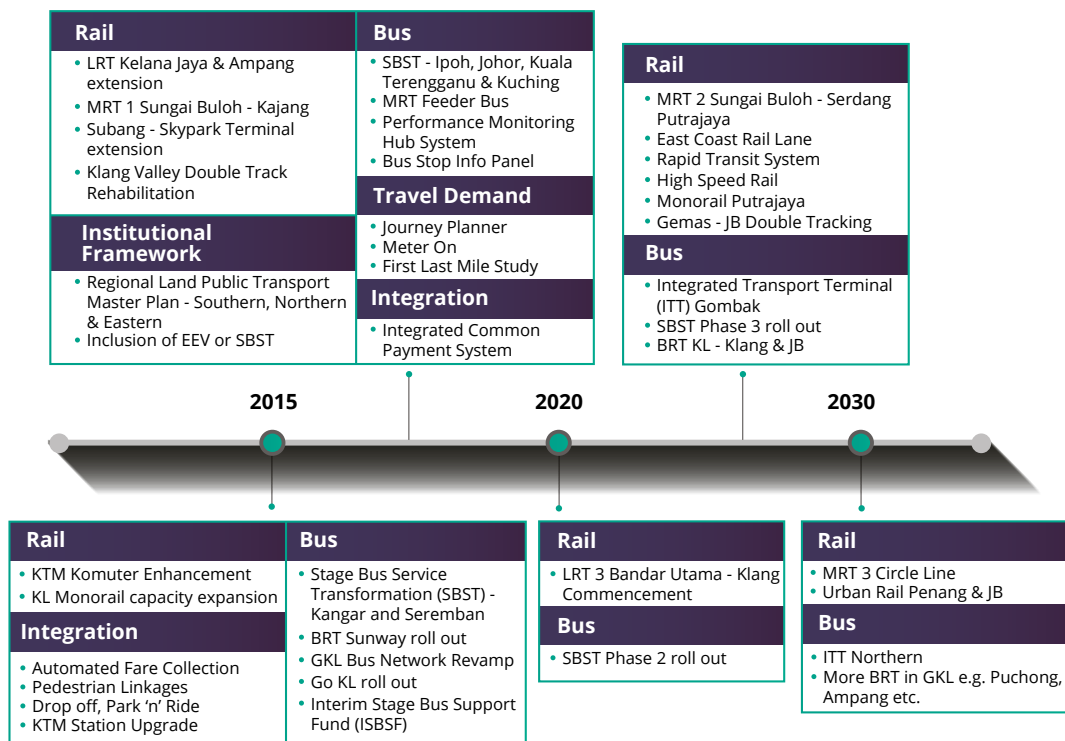 Rail
• LRT Kelana Jaya & Ampang
extension
• MRT 1 Sungai Buloh - Kajang
• Subang - Skypark Terminal
extension
• Klang Valley Double Track
Rehabilitation
Institutional
Framework
• Regional Land Public Transport
Master Plan - Southern, Northern
& Eastern
• Inclusion of EEV or SBST
Bus
• SBST - Ipoh, Johor, Kuala
Terengganu & Kuching
• MRT Feeder Bus
• Performance Monitoring
Hub System
• Bus Stop Info Panel
Travel Demand
• Journey Planner
• Meter On
• First Last Mile Study
Integration
• Integrated Common
Payment System
Rail
• MRT 2 Sungai Buloh - Serdang
Putrajaya
• East Coast Rail Lane
• Rapid Transit System
• High Speed Rail
• Monorail Putrajaya
• Gemas - JB Double Tracking
Bus
• Integrated Transport Terminal
(ITT) Gombak
• SBST Phase 3 roll out
• BRT KL - Klang & JB
2015
2020
2030
Rail
• KTM Komuter Enhancement
• KL Monorail capacity expansion
Integration
• Automated Fare Collection
• Pedestrian Linkages
• Drop off, Park ‘n’ Ride
• KTM Station Upgrade
Bus
• Stage Bus Service
Transformation (SBST) -
Kangar and Seremban
• BRT Sunway roll out
• GKL Bus Network Revamp
• Go KL roll out
• Interim Stage Bus Support
Fund (ISBSF)
Rail
• LRT 3 Bandar Utama - Klang
Commencement
Bus
• SBST Phase 2 roll out
Rail
• MRT 3 Circle Line
• Urban Rail Penang & JB
Bus
• ITT Northern
• More BRT in GKL e.g. Puchong,
Ampang etc.